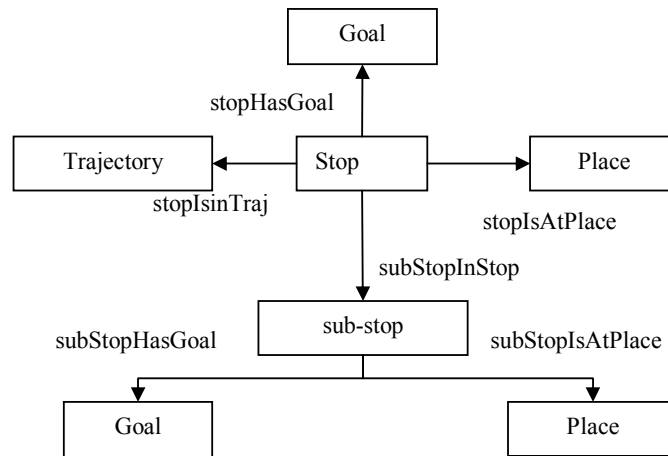 Goal
stopHasGoal
Trajectory
Stop
Place
stopIsinTraj
stopIsAtPlace
subStopInStop
sub-stop
subStopHasGoal
subStopIsAtPlace
Goal
Place